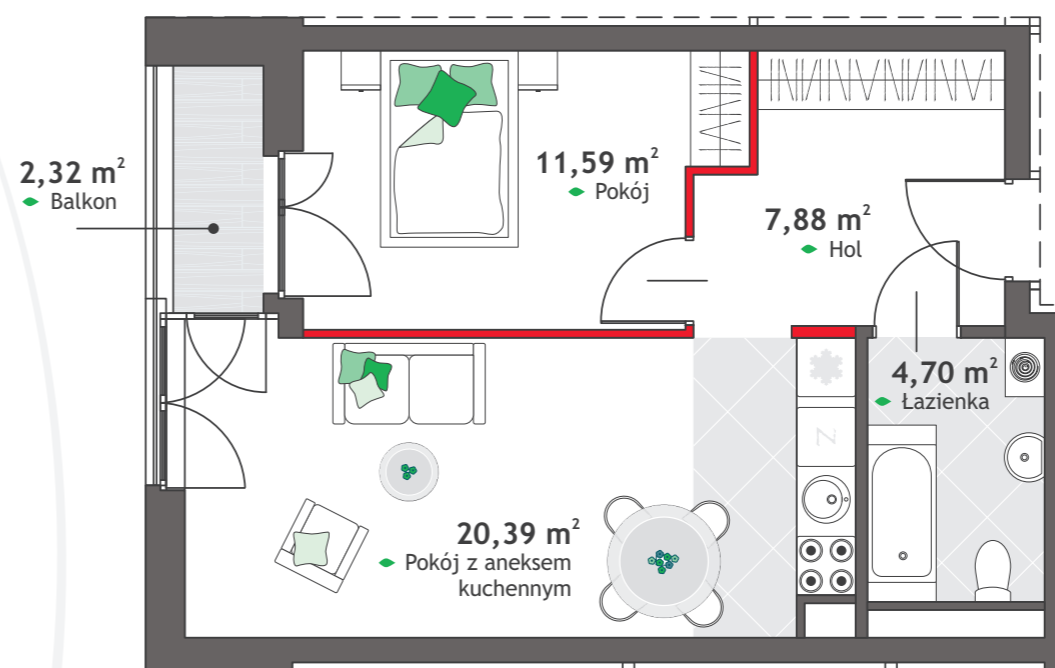 2,32 m²
Balkon
11,59 m²
Pokój
7,88 m²
Hol
4,70 m²
Łazienka
20,39 m²
Pokój z aneksem
kuchennym
Z